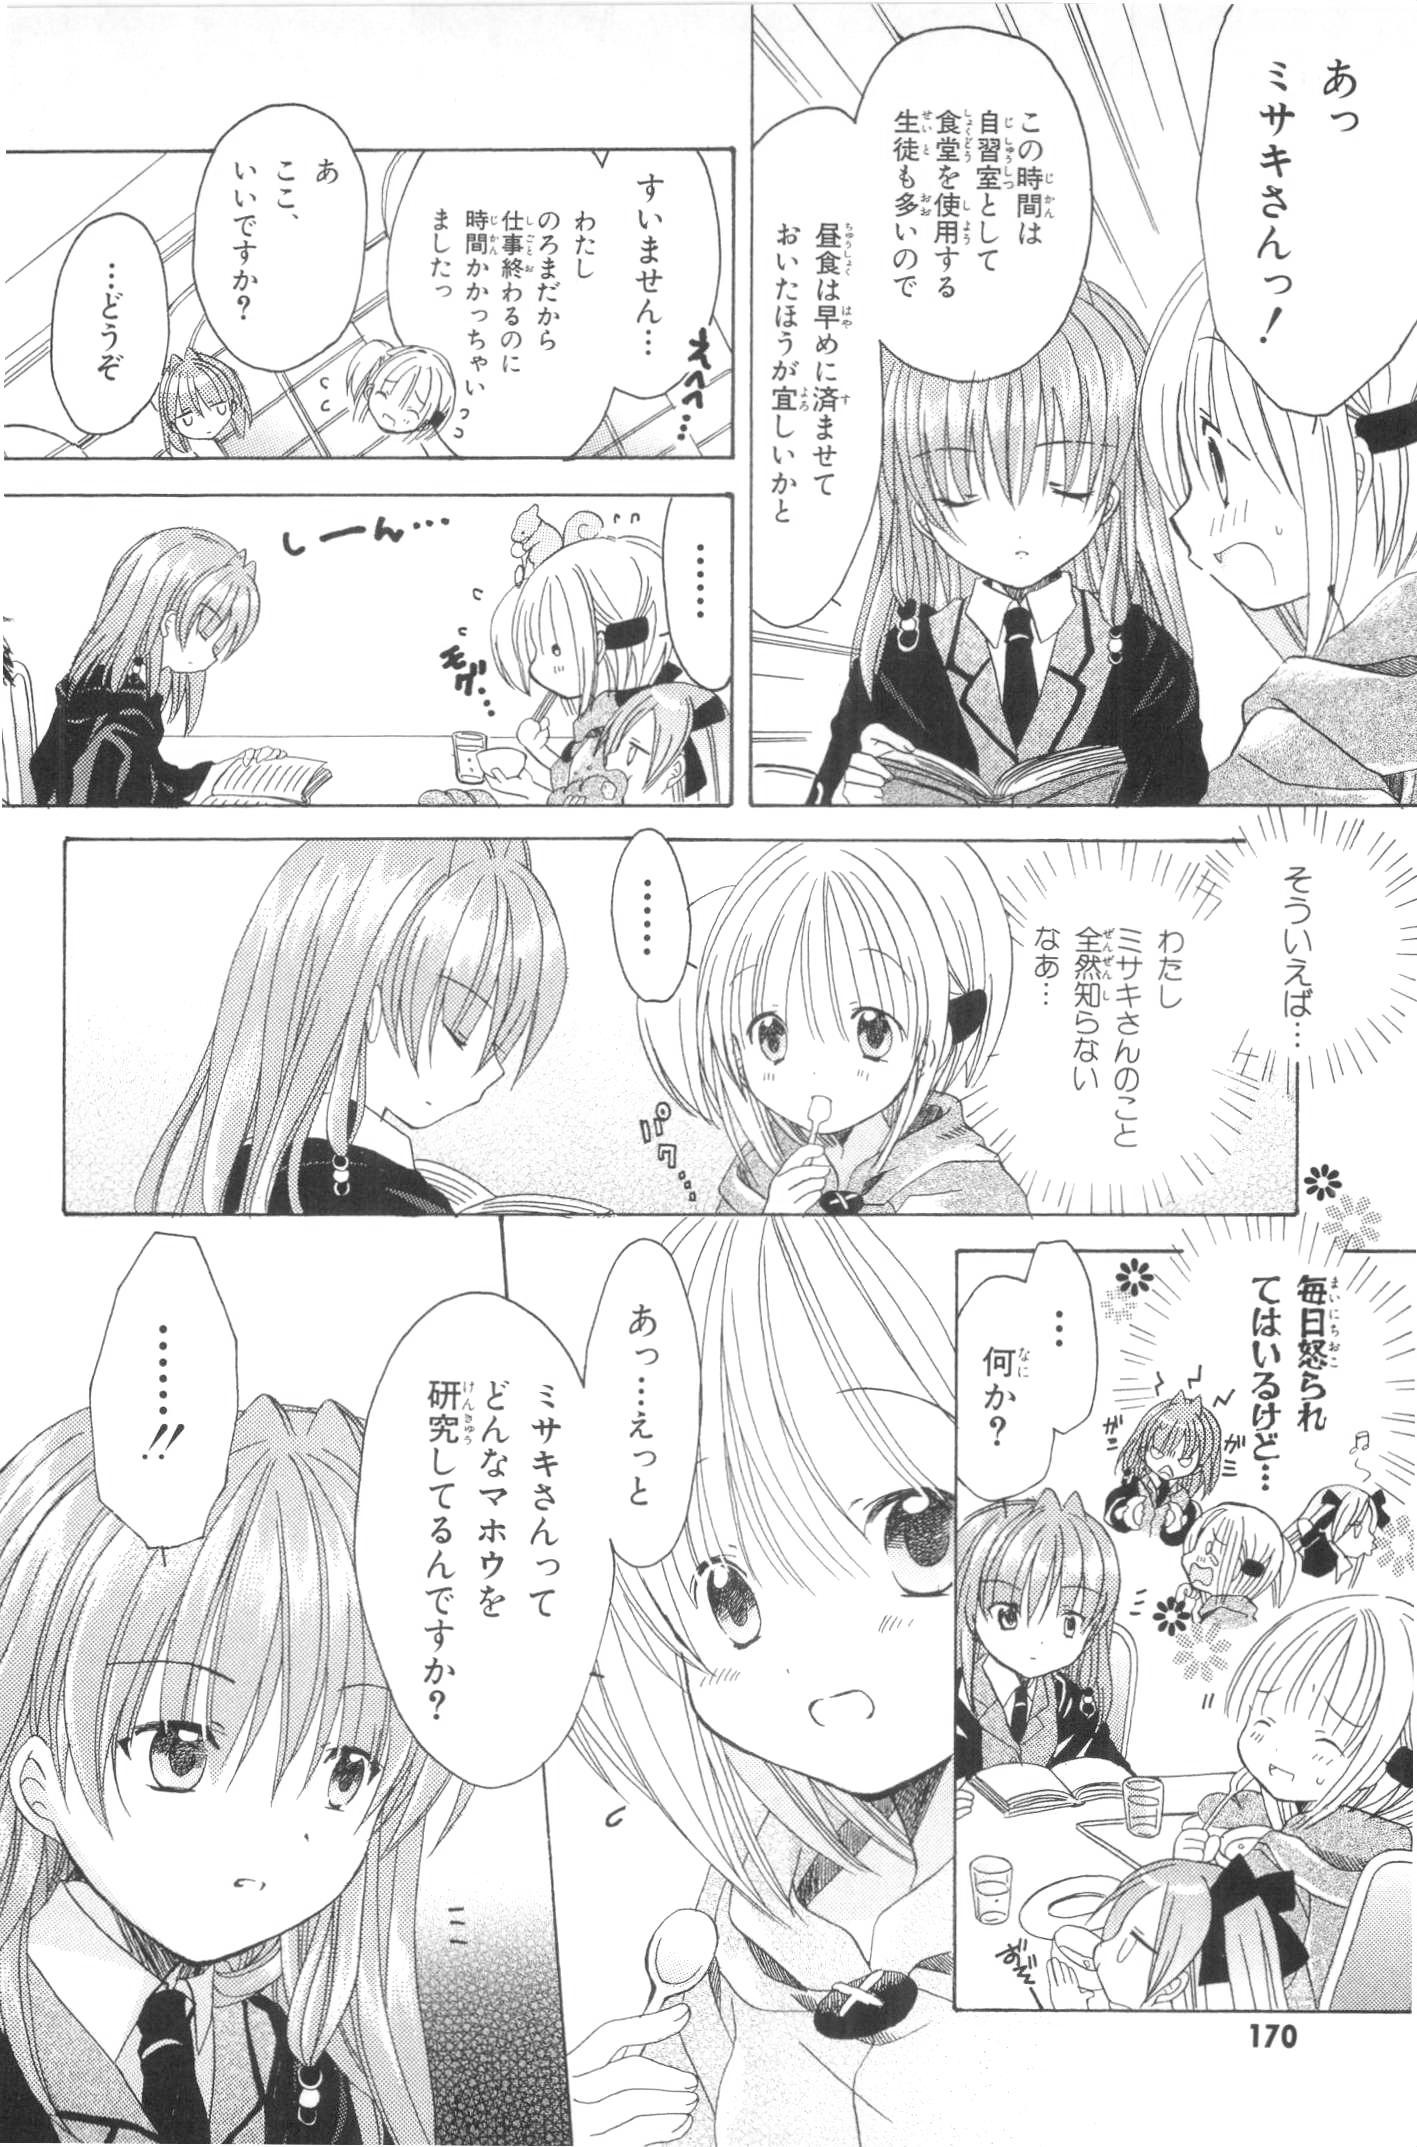 あっ
ミサキさんっ！
この時間は
自習室として
食堂を使用する
生徒も多いので
昼食は早めに済ませて
おいたほうが宜しいかと
すいません…
わたし
のろまだから
仕事終わるのに
時間かかっちゃい
ましたっ
えへへ…
あ
ここ、
いいですか？
…どうぞ
……
モグ…
しーん…
そういえば…
わたし
ミサキさんのこと
全然知らない
なあ…
パク…
……
毎日怒られ
てはいるけど…
ガミ
ガミ
…
何か？
ずぞぞ
あっ…えっと
ミサキさんって
どんなマホウを
研究してるんですか？
……!!
170